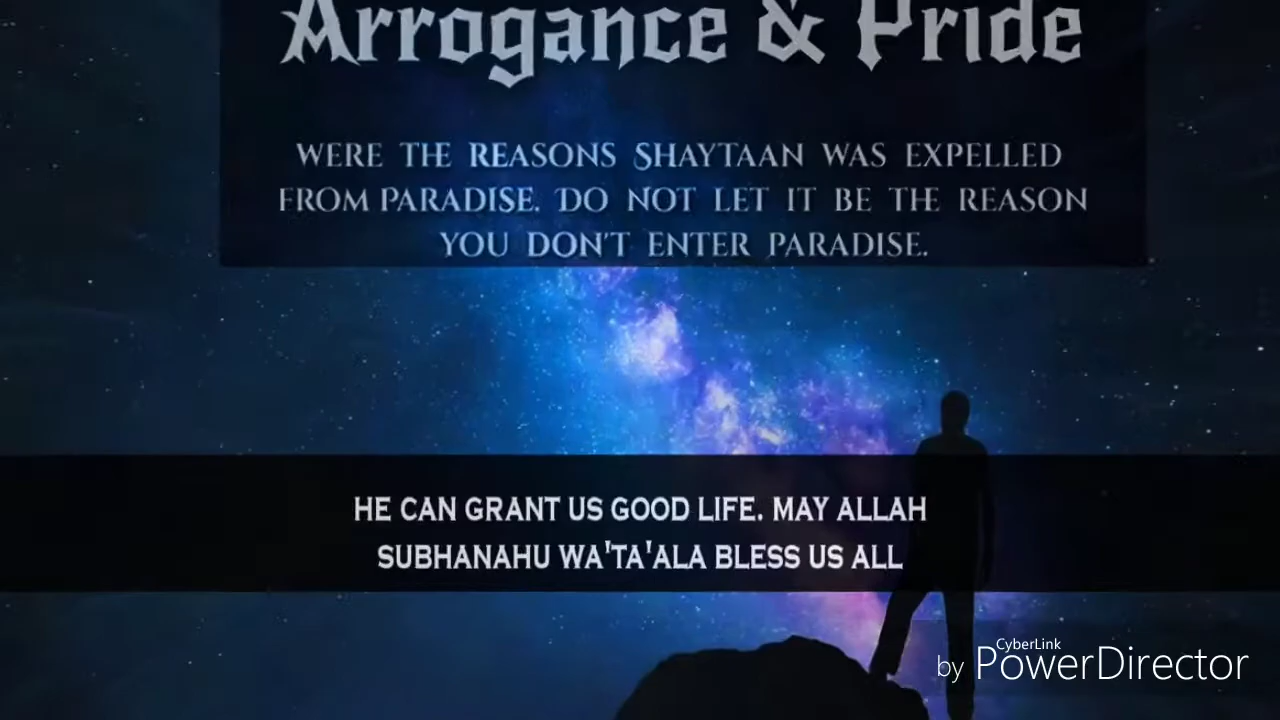 Arrogance & Pride
WERE THE REASONS SHAYTAAN WAS EXPELLED
FROM PARADISE. DO NOT LET IT BE THE REASON
YOU DON'T ENTER PARADISE.
HE CAN GRANT US GOOD LIFE. MAY ALLAH
SUBHANAHU WA'TA'ALA BLESS US ALL
CyberLink
by PowerDirector